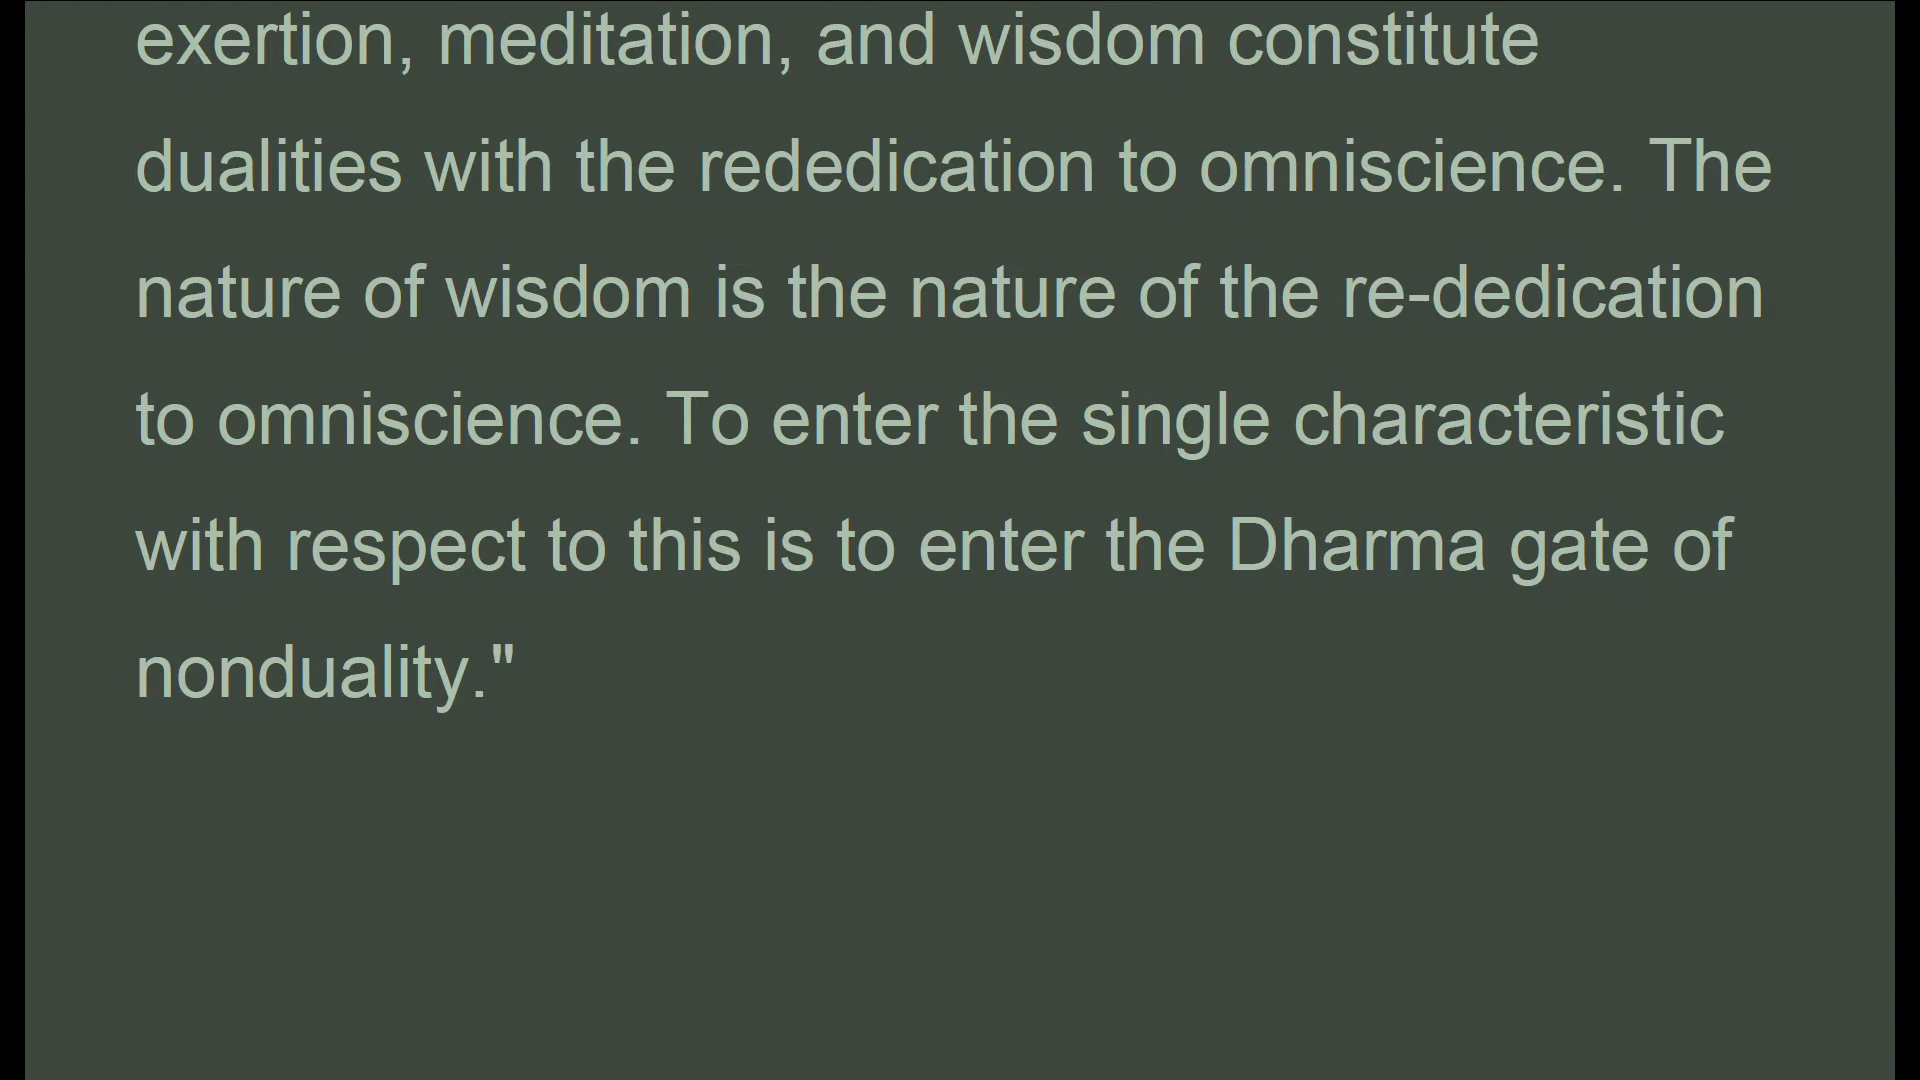 exertion, meditation, and wisdom constitute
dualities with the rededication to omniscience. The
nature of wisdom is the nature of the re-dedication
to omniscience. To enter the single characteristic
with respect to this is to enter the Dharma gate of
nonduality."